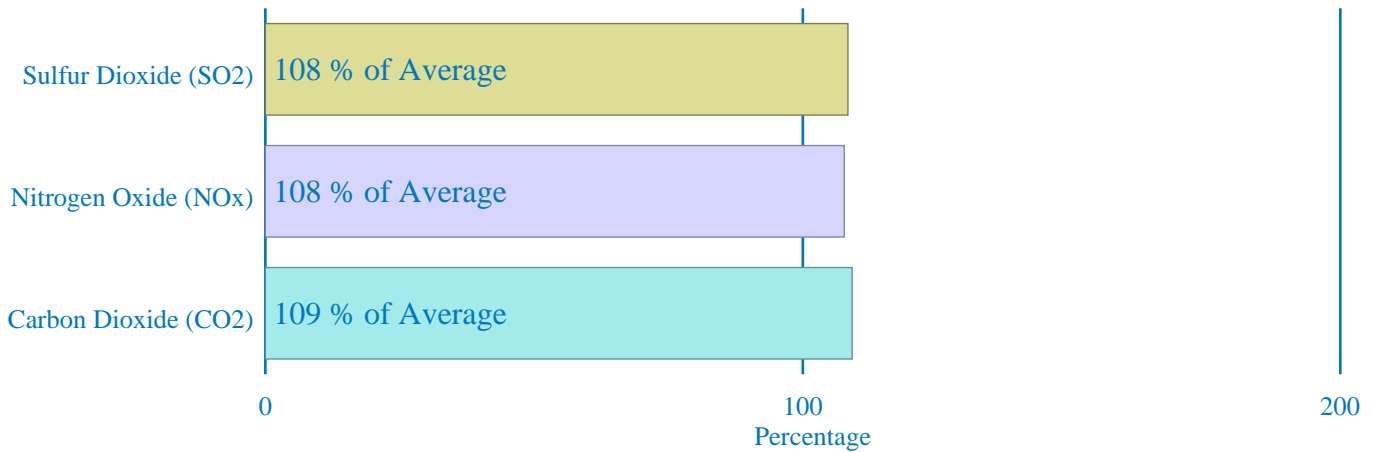 Sulfur Dioxide (SO2)
108 % of Average
Nitrogen Oxide (NOx)
108 % of Average
Carbon Dioxide (CO2)
109 % of Average
0
100
200
Percentage